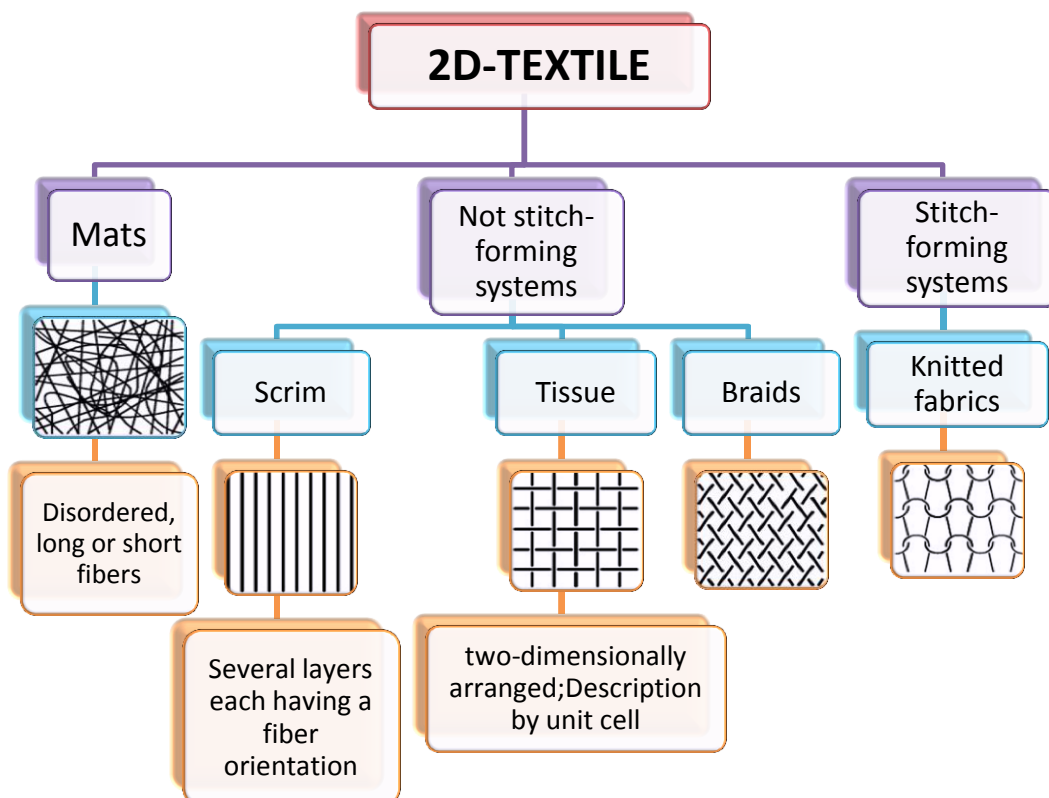 2D-TEXTILE
Mats
Not stitch-
forming
systems
Stitch-
forming
systems
Scrim
Tissue
Braids
Knitted
fabrics
Disordered,
long or short
fibers
Several layers
each having a
fiber
orientation
two-dimensionally
arranged;Description
by unit cell